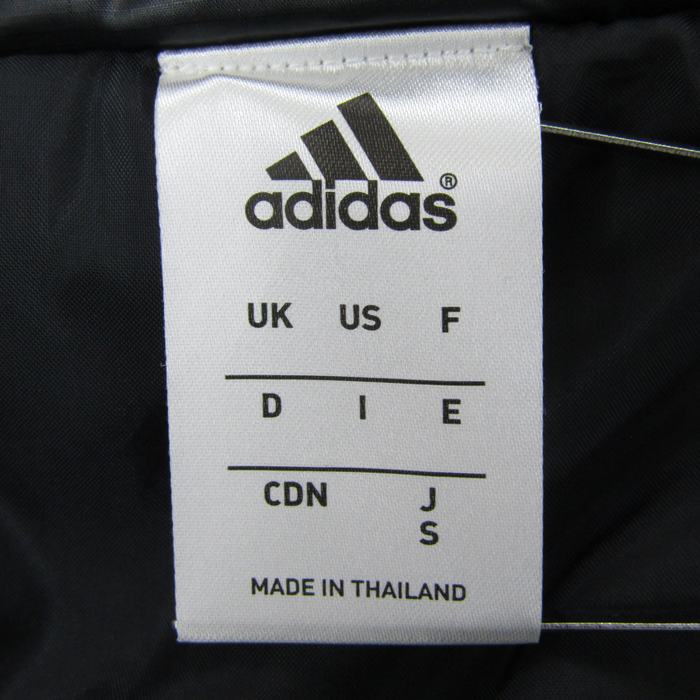 adidas®
UK US F
D I E
CDN J
S
MADE IN THAILAND